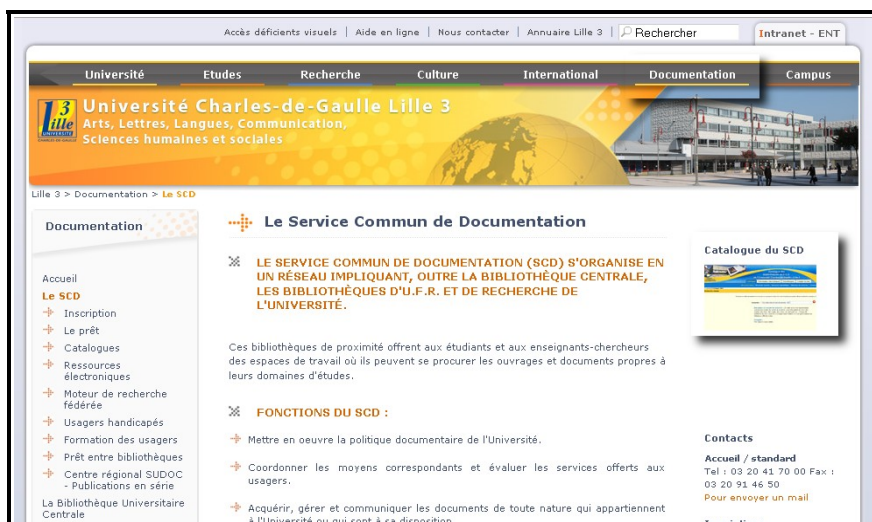 Accès déficients visuels | Aide en ligne | Nous contacter | Annuaire Lille 3 | Rechercher
Intranet - ENT
Université Etudes Recherche Culture International Documentation Campus
Lille 3
UNIVERSITÉ
Université Charles-de-Gaulle Lille 3
Arts, Lettres, Langues, Communication,
Sciences humaines et sociales
Lille 3 > Documentation > Le SCD
Documentation
Accueil
Le SCD
Inscription
Le prêt
Catalogues
Ressources
électroniques
Moteur de recherche
fédérée
Usagers handicapés
Formation des usagers
Prêt entre bibliothèques
Centre régional SUDOC
- Publications en série
La Bibliothèque Universitaire
Centrale
Le Service Commun de Documentation
LE SERVICE COMMUN DE DOCUMENTATION (SCD) S'ORGANISE EN
UN RÉSEAU IMPLIQUANT, OUTRE LA BIBLIOTHÈQUE CENTRALE,
LES BIBLIOTHÈQUES D'U.F.R. ET DE RECHERCHE DE
L'UNIVERSITÉ.
Ces bibliothèques de proximité offrent aux étudiants et aux enseignants-chercheurs
des espaces de travail où ils peuvent se procurer les ouvrages et documents propres à
leurs domaines d'études.
FONCTIONS DU SCD :
Mettre en oeuvre la politique documentaire de l'Université.
Coordonner les moyens correspondants et évaluer les services offerts aux
usagers.
Acquérir, gérer et communiquer les documents de toute nature qui appartiennent
à l'Université ou qui sont à sa disposition
Catalogue du SCD
Contacts
Accueil / standard
Tel : 03 20 41 70 00 Fax :
03 20 91 46 50
Pour envoyer un mail